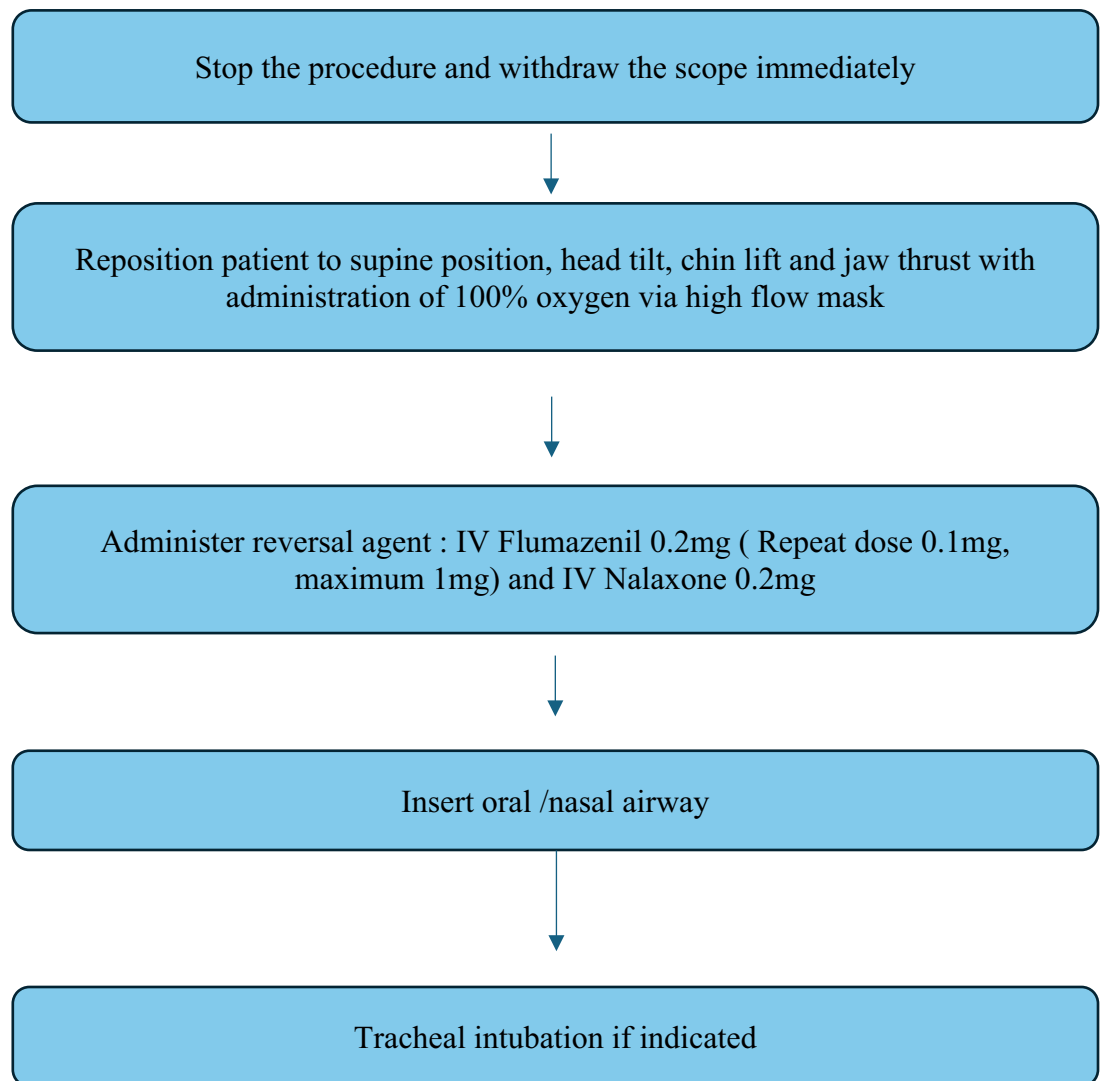 Stop the procedure and withdraw the scope immediately
Reposition patient to supine position, head tilt, chin lift and jaw thrust with
administration of 100% oxygen via high flow mask
Administer reversal agent : IV Flumazenil 0.2mg ( Repeat dose 0.1mg,
maximum 1mg) and IV Nalaxone 0.2mg
Insert oral /nasal airway
Tracheal intubation if indicated